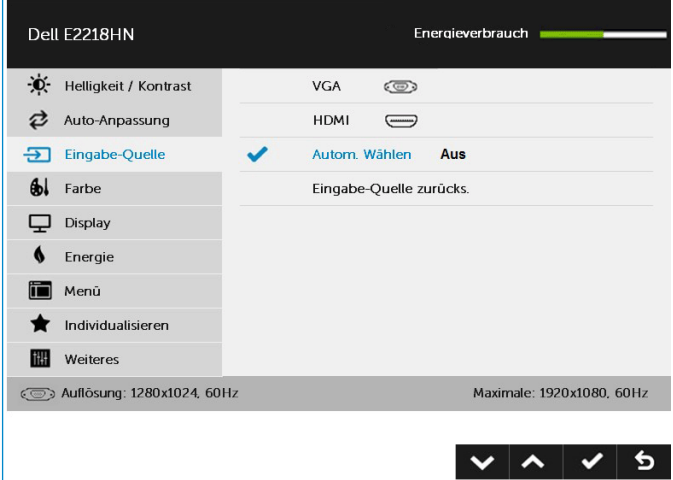 Dell E2218HN Energieverbrauch
Helligkeit / Kontrast VGA
Auto-Anpassung HDMI
Eingabe-Quelle Autom. Wählen Aus
Farbe Eingabe-Quelle zurücks.
Display
Energie
Menü
Individualisieren
Weiteres
Auflösung: 1280x1024, 60Hz Maximale: 1920x1080, 60Hz